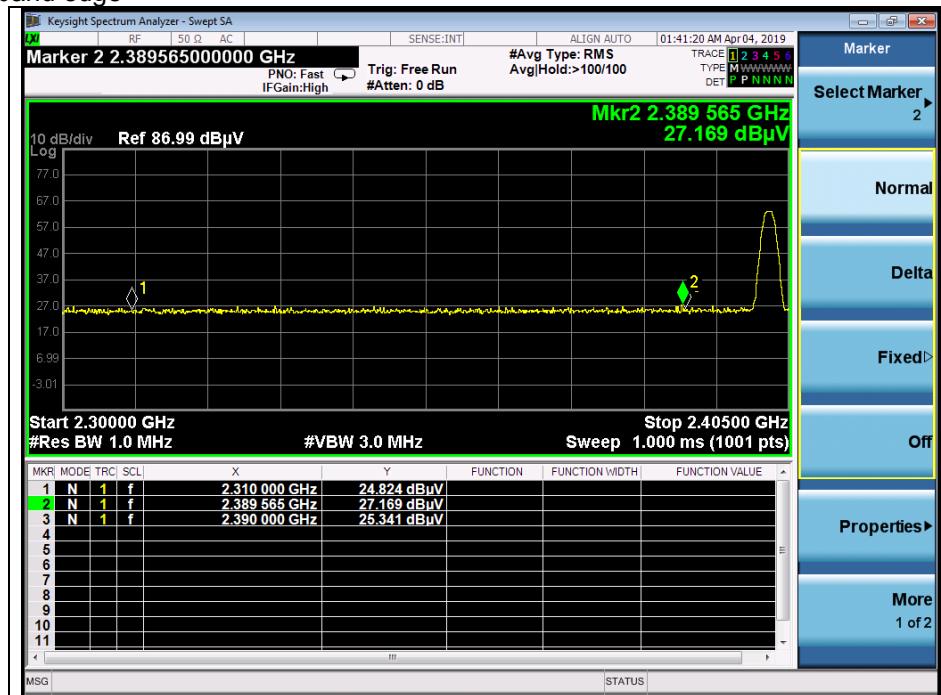 Keysight Spectrum Analyzer - Swept SA
LXI RF 50 Ω AC SENSE:INT ALIGN AUTO 01:41:20 AM Apr 04, 2019
Marker 2 2.389565000000 GHz
PNO: Fast
IFGain:High
Trig: Free Run
#Atten: 0 dB
#Avg Type: RMS
Avg|Hold:>100/100
TRACE 1 2 3 4 5 6
TYPE M WWWWW
DET P P N N N N
Mkr2 2.389 565 GHz
27.169 dBµV
10 dB/div Ref 86.99 dBµV
Log
77.0
67.0
57.0
47.0
37.0
27.0
17.0
6.99
-3.01
1
2
Start 2.30000 GHz Stop 2.40500 GHz
#Res BW 1.0 MHz #VBW 3.0 MHz Sweep 1.000 ms (1001 pts)
MKR MODE TRC SCL X Y FUNCTION FUNCTION WIDTH FUNCTION VALUE
1 N 1 f 2.310 000 GHz 24.824 dBµV
2 N 1 f 2.389 565 GHz 27.169 dBµV
3 N 1 f 2.390 000 GHz 25.341 dBµV
4
5
6
7
8
9
10
11
MSG STATUS
Marker
Select Marker
2
Normal
Delta
Fixed
Off
Properties
More
1 of 2